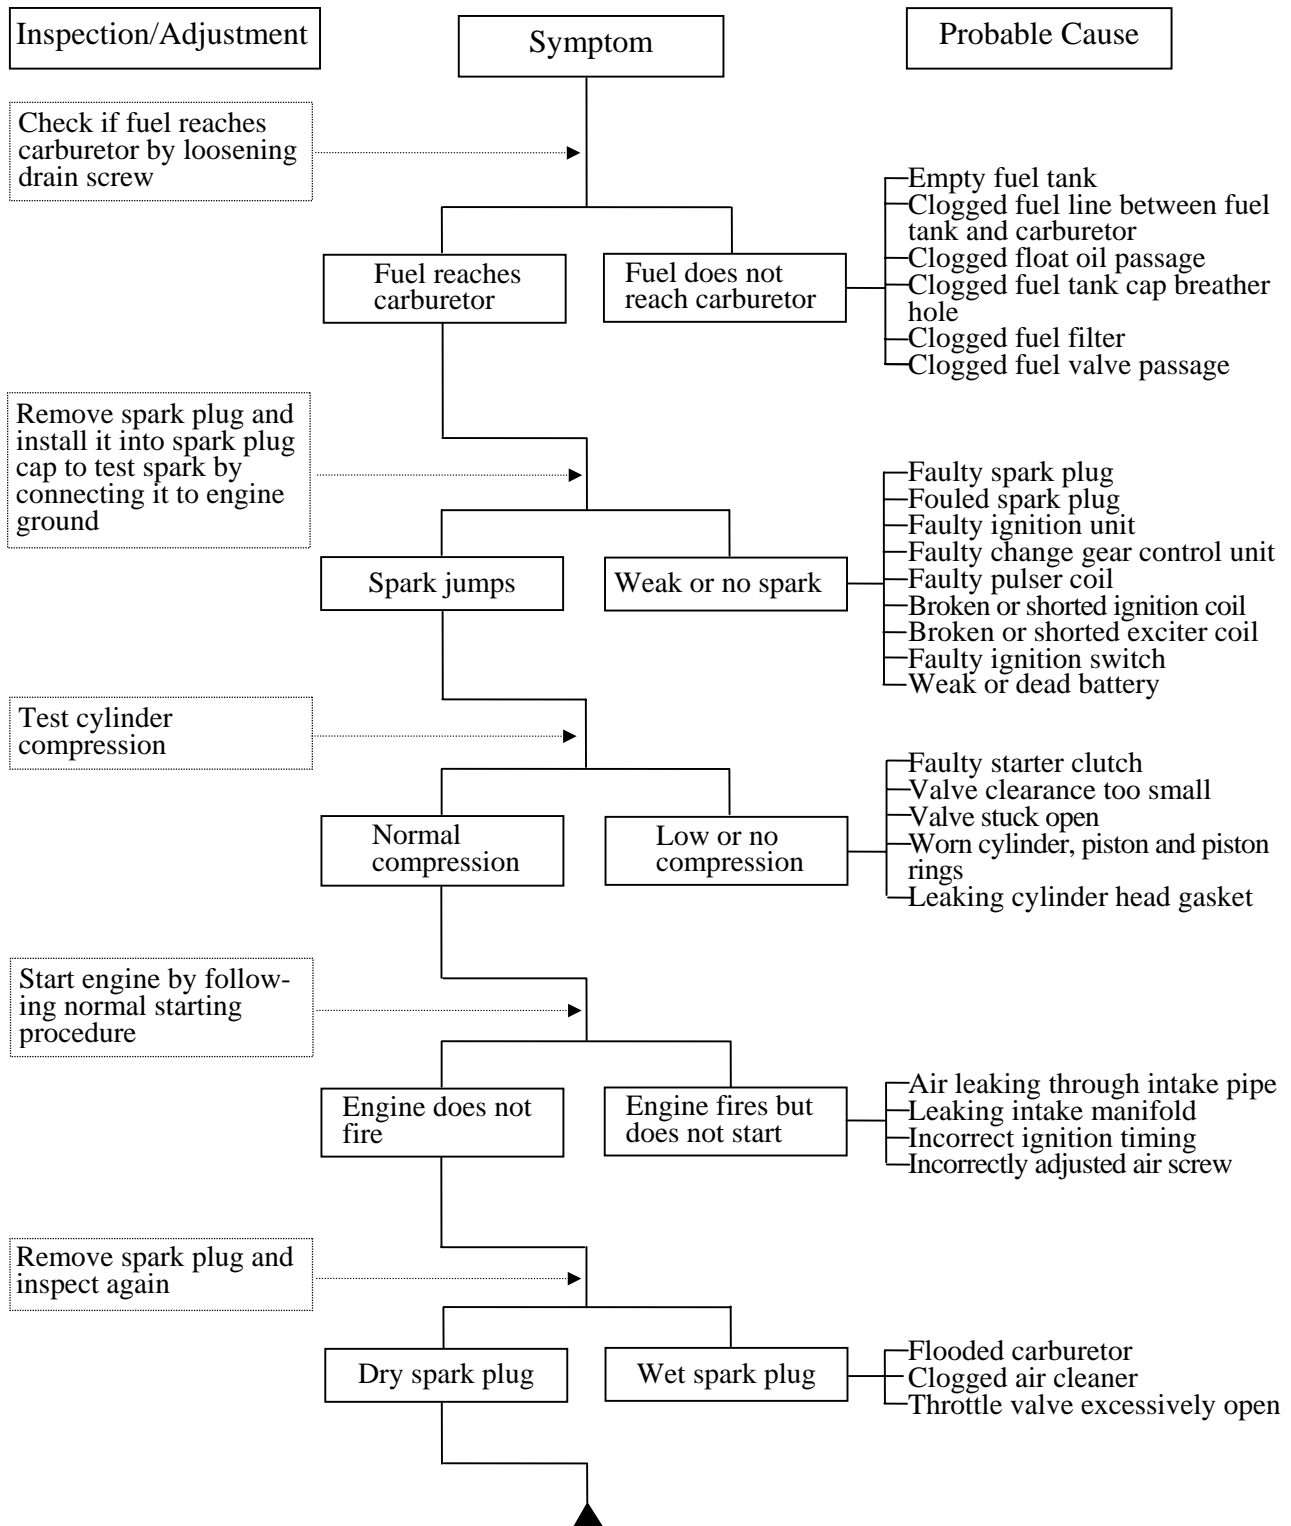 Inspection/Adjustment
Symptom
Probable Cause
Check if fuel reaches
carburetor by loosening
drain screw
Fuel reaches
carburetor
Fuel does not
reach carburetor
Empty fuel tank
Clogged fuel line between fuel
tank and carburetor
Clogged float oil passage
Clogged fuel tank cap breather
hole
Clogged fuel filter
Clogged fuel valve passage
Remove spark plug and
install it into spark plug
cap to test spark by
connecting it to engine
ground
Spark jumps
Weak or no spark
Faulty spark plug
Fouled spark plug
Faulty ignition unit
Faulty change gear control unit
Faulty pulser coil
Broken or shorted ignition coil
Broken or shorted exciter coil
Faulty ignition switch
Weak or dead battery
Test cylinder
compression
Normal
compression
Low or no
compression
Faulty starter clutch
Valve clearance too small
Valve stuck open
Worn cylinder, piston and piston
rings
Leaking cylinder head gasket
Start engine by follow-
ing normal starting
procedure
Engine does not
fire
Engine fires but
does not start
Air leaking through intake pipe
Leaking intake manifold
Incorrect ignition timing
Incorrectly adjusted air screw
Remove spark plug and
inspect again
Dry spark plug
Wet spark plug
Flooded carburetor
Clogged air cleaner
Throttle valve excessively open